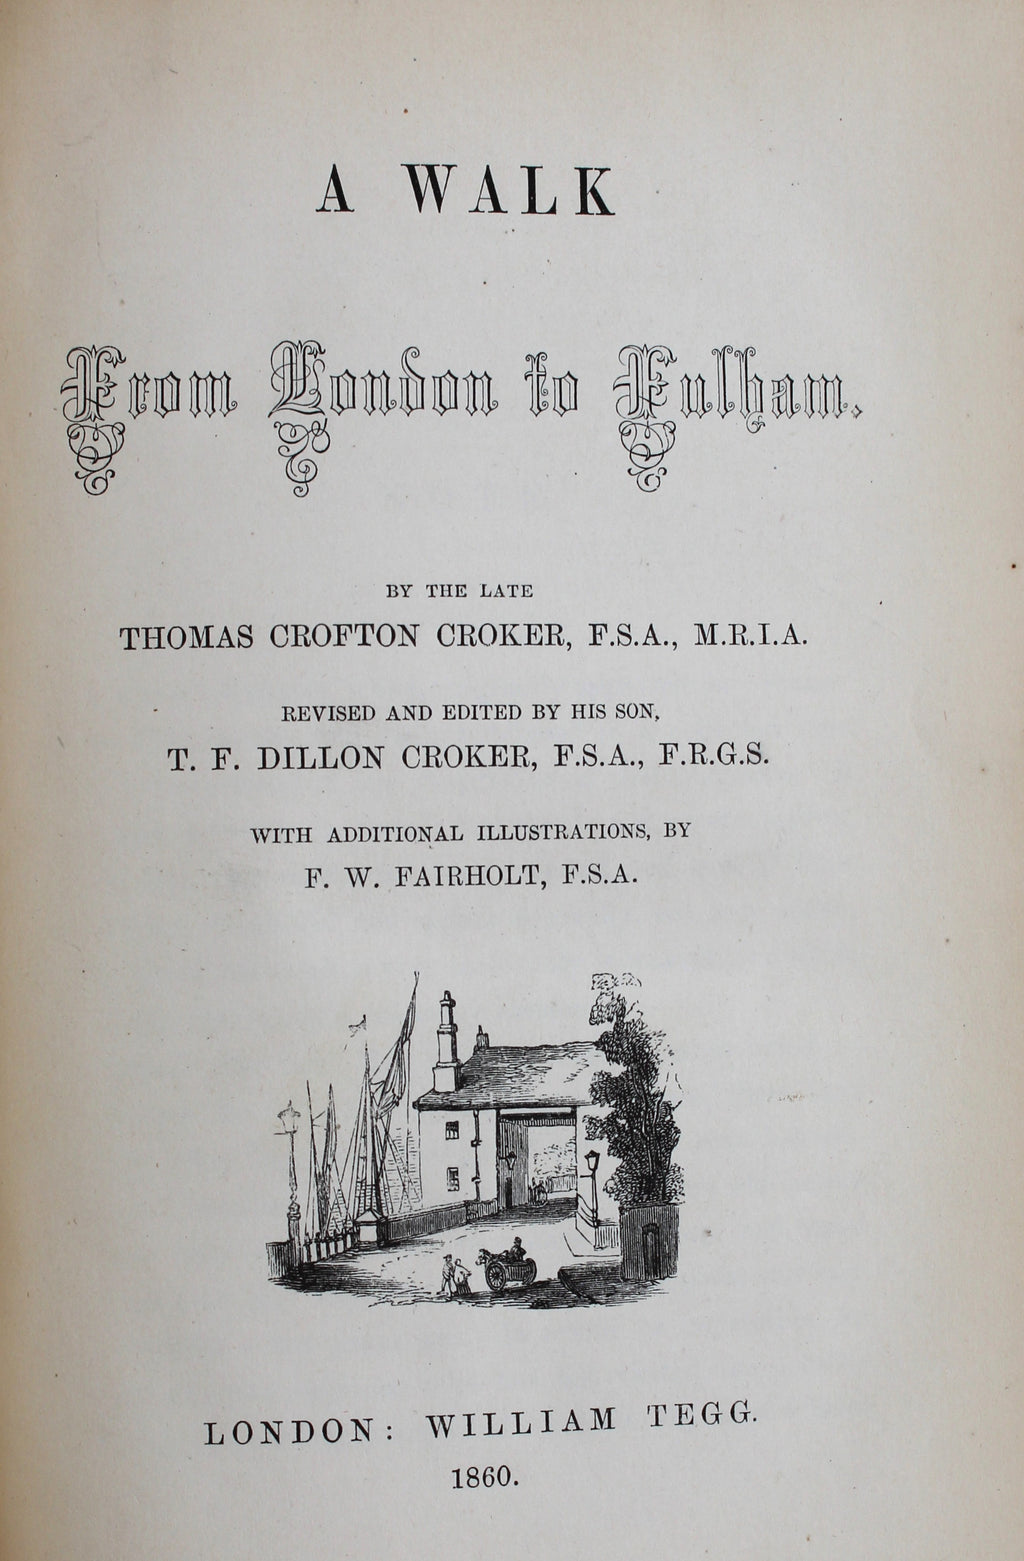 A WALK
From London to Fulham.
BY THE LATE
THOMAS CROFTON CROKER, F.S.A., M.R.I.A.
REVISED AND EDITED BY HIS SON,
T. F. DILLON CROKER, F.S.A., F.R.G.S.
WITH ADDITIONAL ILLUSTRATIONS, BY
F. W. FAIRHOLT, F.S.A.
LONDON: WILLIAM TEGG.
1860.